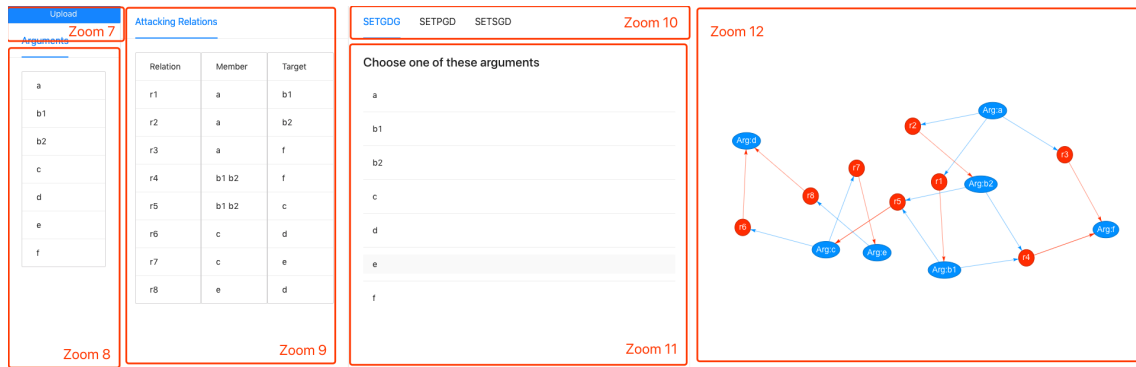 Upload
Zoom 7
Arguments
a
b1
b2
c
d
e
f
Zoom 8
Attacking Relations
Relation Member Target
r1 a b1
r2 a b2
r3 a f
r4 b1 b2 f
r5 b1 b2 c
r6 c d
r7 c e
r8 e d
Zoom 9
SETGDG SETPGD SETSGD
Zoom 10
Choose one of these arguments
a
b1
b2
c
d
e
f
Zoom 11
Zoom 12
Arg:a
r2
Arg:d
r3
r7
r1
Arg:b2
r8
r5
r6
Arg:f
Arg:c
Arg:e
r4
Arg:b1